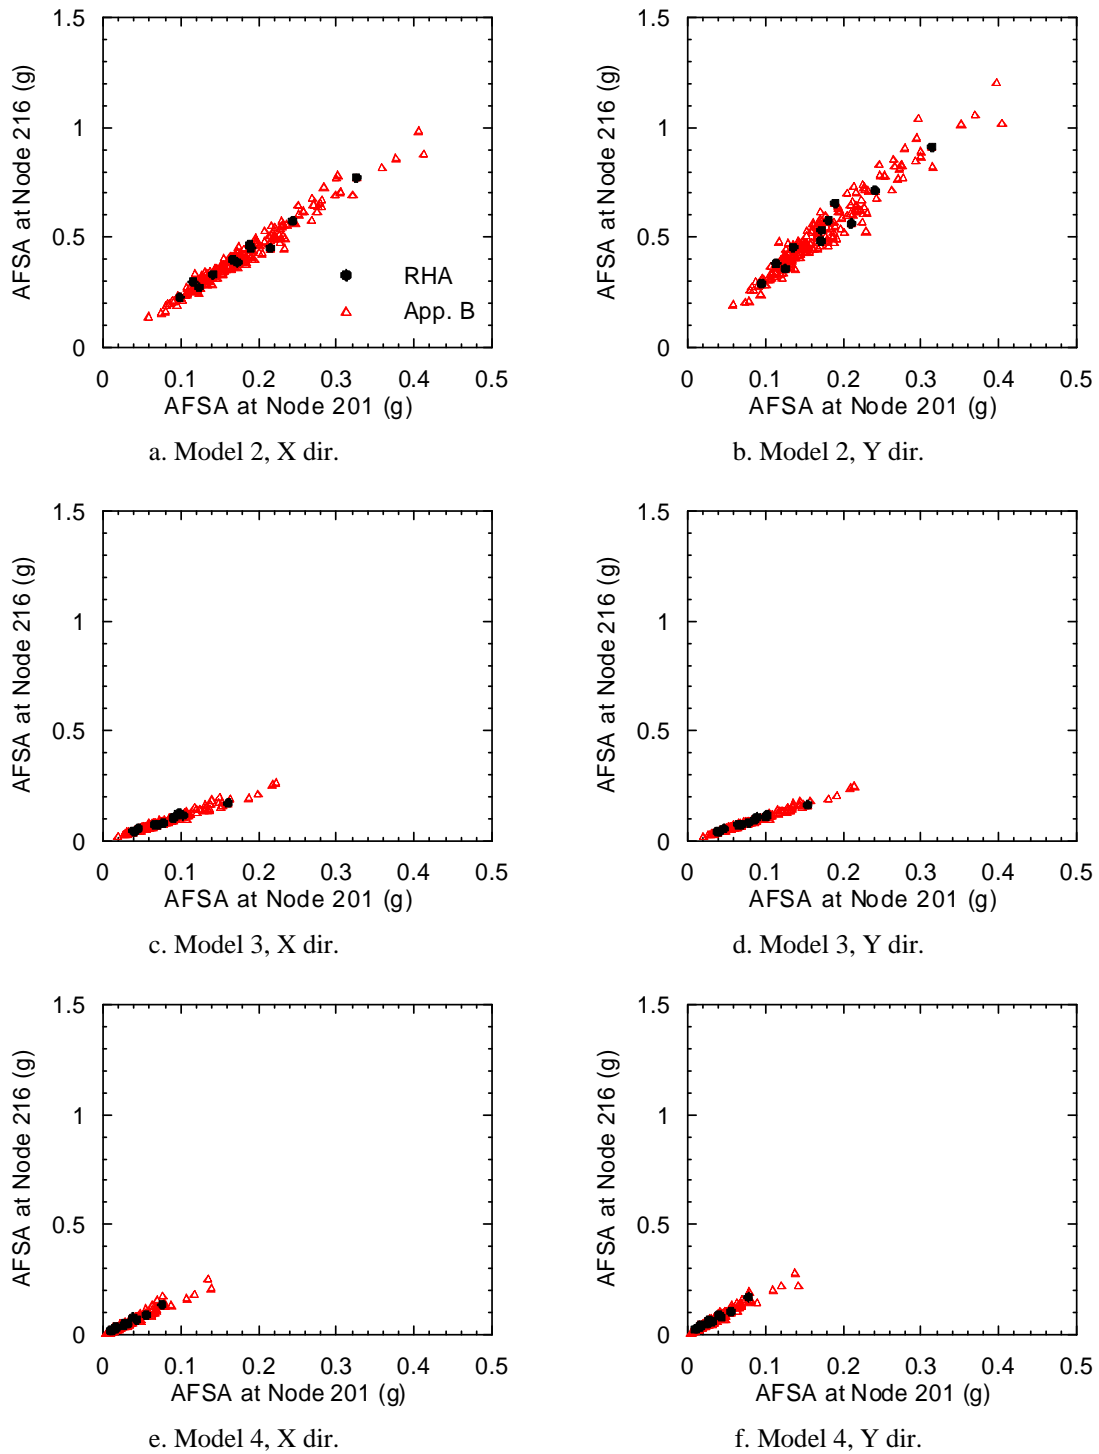 1.5
1
0.5
0
AFSA at Node 216 (g)
RHA
App. B
0 0.1 0.2 0.3 0.4 0.5
AFSA at Node 201 (g)
a. Model 2, X dir.
1.5
1
0.5
0
AFSA at Node 216 (g)
0 0.1 0.2 0.3 0.4 0.5
AFSA at Node 201 (g)
b. Model 2, Y dir.
1.5
1
0.5
0
AFSA at Node 216 (g)
0 0.1 0.2 0.3 0.4 0.5
AFSA at Node 201 (g)
c. Model 3, X dir.
1.5
1
0.5
0
AFSA at Node 216 (g)
0 0.1 0.2 0.3 0.4 0.5
AFSA at Node 201 (g)
d. Model 3, Y dir.
1.5
1
0.5
0
AFSA at Node 216 (g)
0 0.1 0.2 0.3 0.4 0.5
AFSA at Node 201 (g)
e. Model 4, X dir.
1.5
1
0.5
0
AFSA at Node 216 (g)
0 0.1 0.2 0.3 0.4 0.5
AFSA at Node 201 (g)
f. Model 4, Y dir.